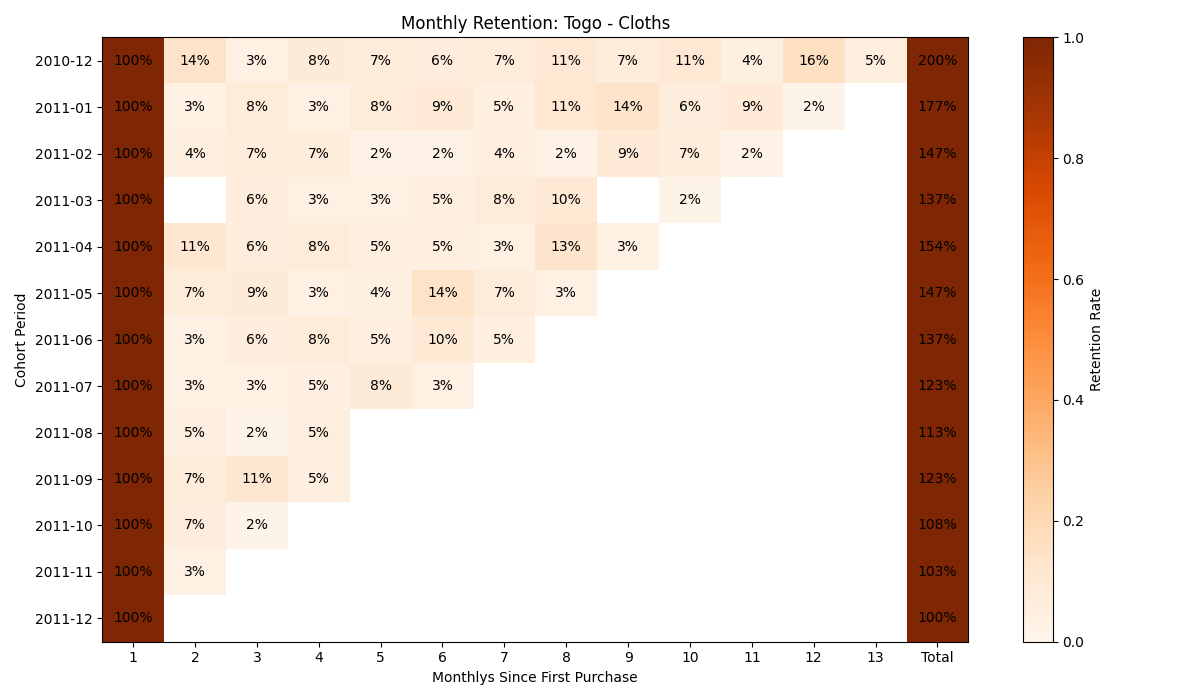 Monthly Retention: Togo - Cloths
2010-12 100% 14% 3% 8% 7% 6% 7% 11% 7% 11% 4% 16% 5% 200%
2011-01 100% 3% 8% 3% 8% 9% 5% 11% 14% 6% 9% 2% 177%
2011-02 100% 4% 7% 7% 2% 2% 4% 2% 9% 7% 2% 147%
2011-03 100% 6% 3% 3% 5% 8% 10% 2% 137%
2011-04 100% 11% 6% 8% 5% 5% 3% 13% 3% 154%
2011-05 100% 7% 9% 3% 4% 14% 7% 3% 147%
2011-06 100% 3% 6% 8% 5% 10% 5% 137%
2011-07 100% 3% 3% 5% 8% 3% 123%
2011-08 100% 5% 2% 5% 113%
2011-09 100% 7% 11% 5% 123%
2011-10 100% 7% 2% 108%
2011-11 100% 3% 103%
2011-12 100% 100%
1 2 3 4 5 6 7 8 9 10 11 12 13 Total
Monthlys Since First Purchase
Cohort Period
1.0
0.8
0.6
0.4
0.2
0.0
Retention Rate